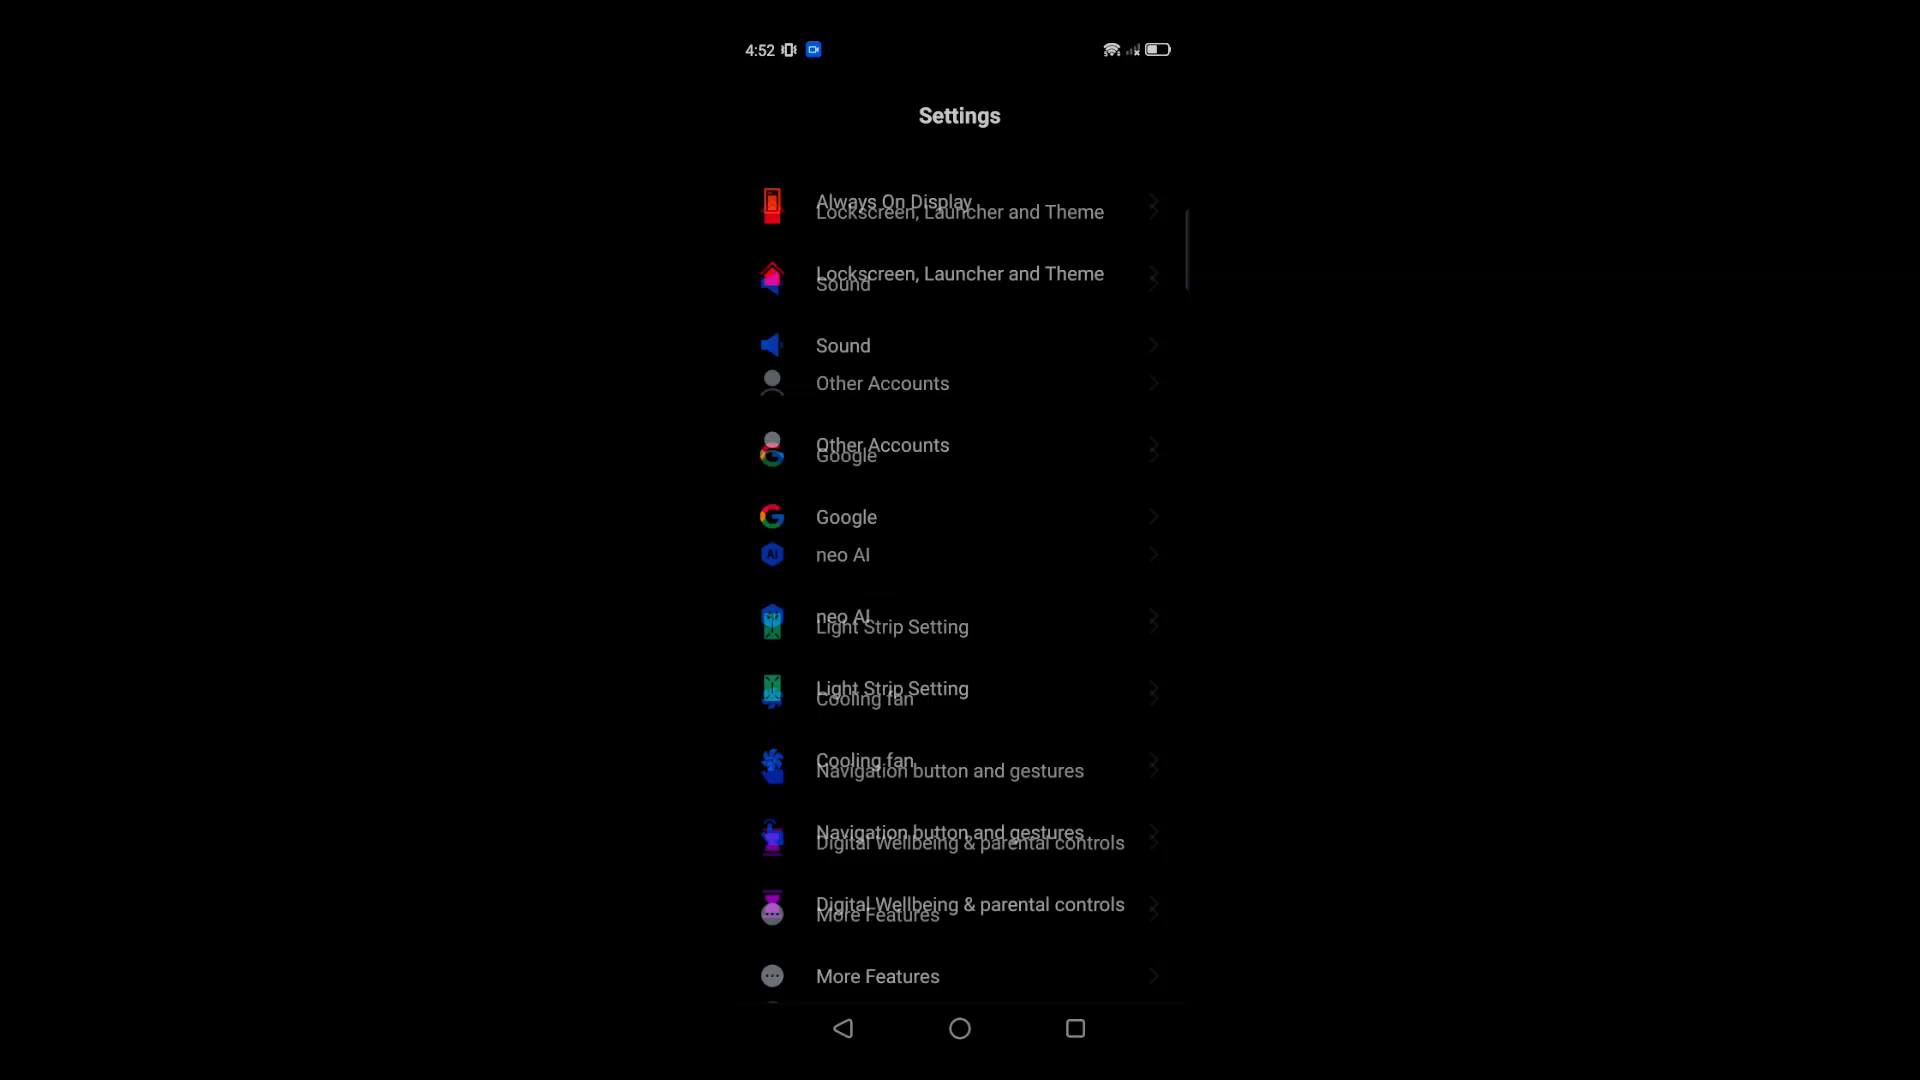 4:52
Settings
Always On Display
Lockscreen, Launcher and Theme
Lockscreen, Launcher and Theme
Sound
Sound
Other Accounts
Other Accounts
Google
Google
AI neo AI
neo AI
Light Strip Setting
Light Strip Setting
Cooling fan
Cooling fan
Navigation button and gestures
Navigation button and gestures
Digital Wellbeing & parental controls
Digital Wellbeing & parental controls
More Features
More Features